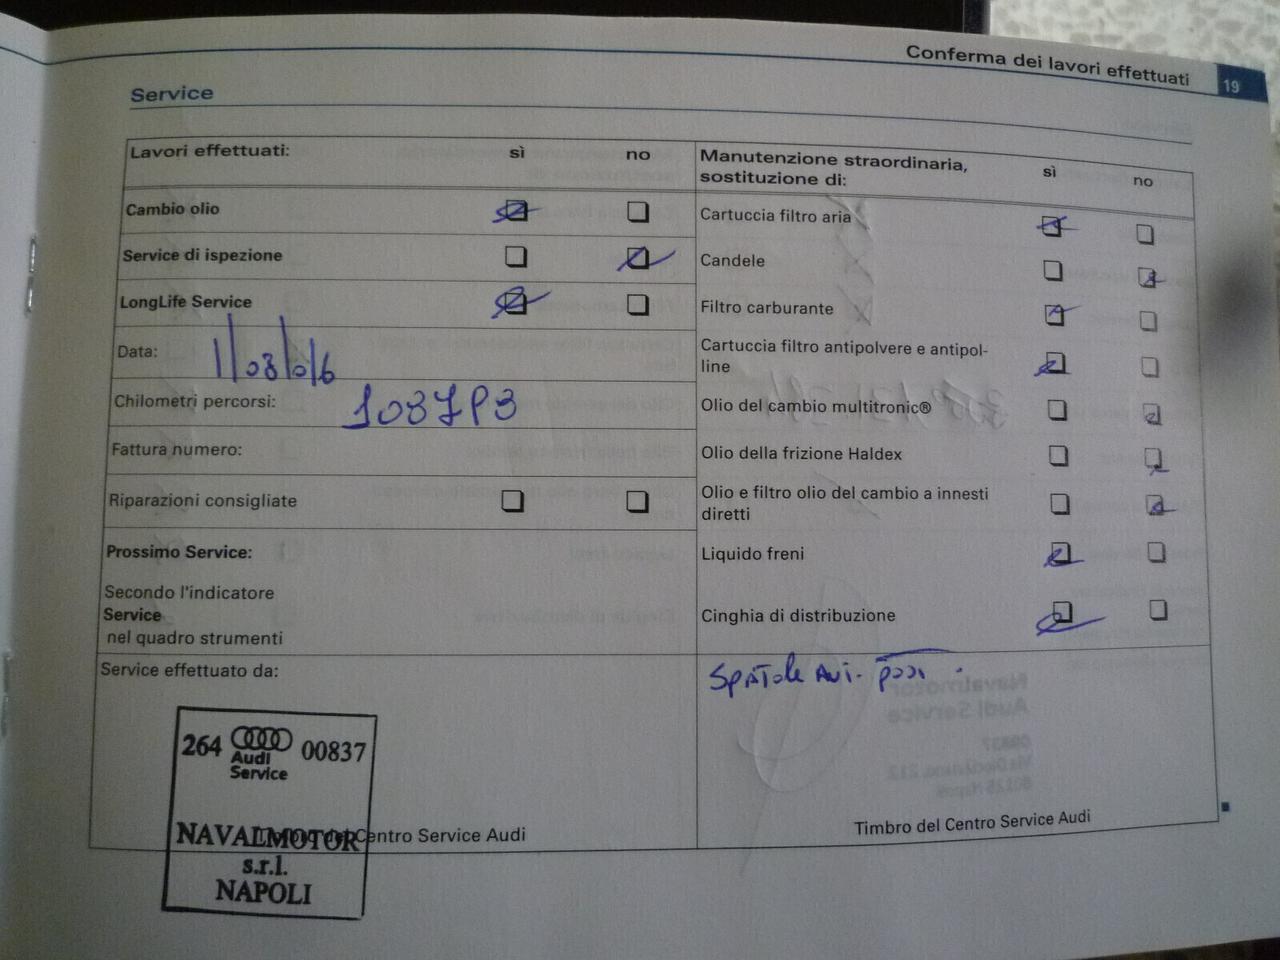 Conferma dei lavori effettuati
19
Service
Lavori effettuati: sì no
Cambio olio
Service di ispezione
LongLife Service
Data:
Chilometri percorsi:
Fattura numero:
Riparazioni consigliate
Prossimo Service:
Secondo l'indicatore
Service
nel quadro strumenti
Service effettuato da:
264 Audi 00837
Service
NAVALMOTOR
s.r.l.
NAPOLI
Centro Service Audi
Manutenzione straordinaria, sì no
sostituzione di:
Cartuccia filtro aria
Candele
Filtro carburante
Cartuccia filtro antipolvere e antipol-
line
Olio del cambio multitronic®
Olio della frizione Haldex
Olio e filtro olio del cambio a innesti
diretti
Liquido freni
Cinghia di distribuzione
Timbro del Centro Service Audi